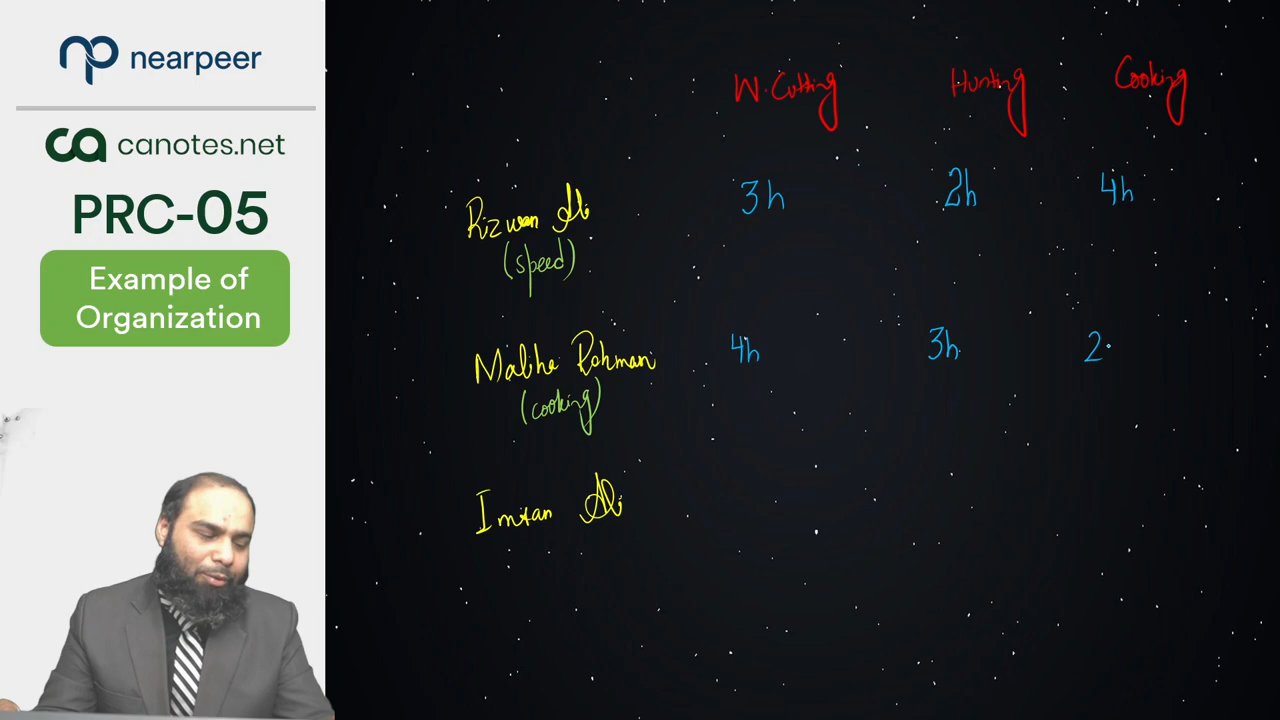 nearpeer
canotes.net
PRC-05
Example of
Organization
W. Cutting Hunting Cooking
Rizwan Ali 3h 2h 4h
(speed)
Maliha Rahman 4h 3h 2
(cooking)
Imran Ali